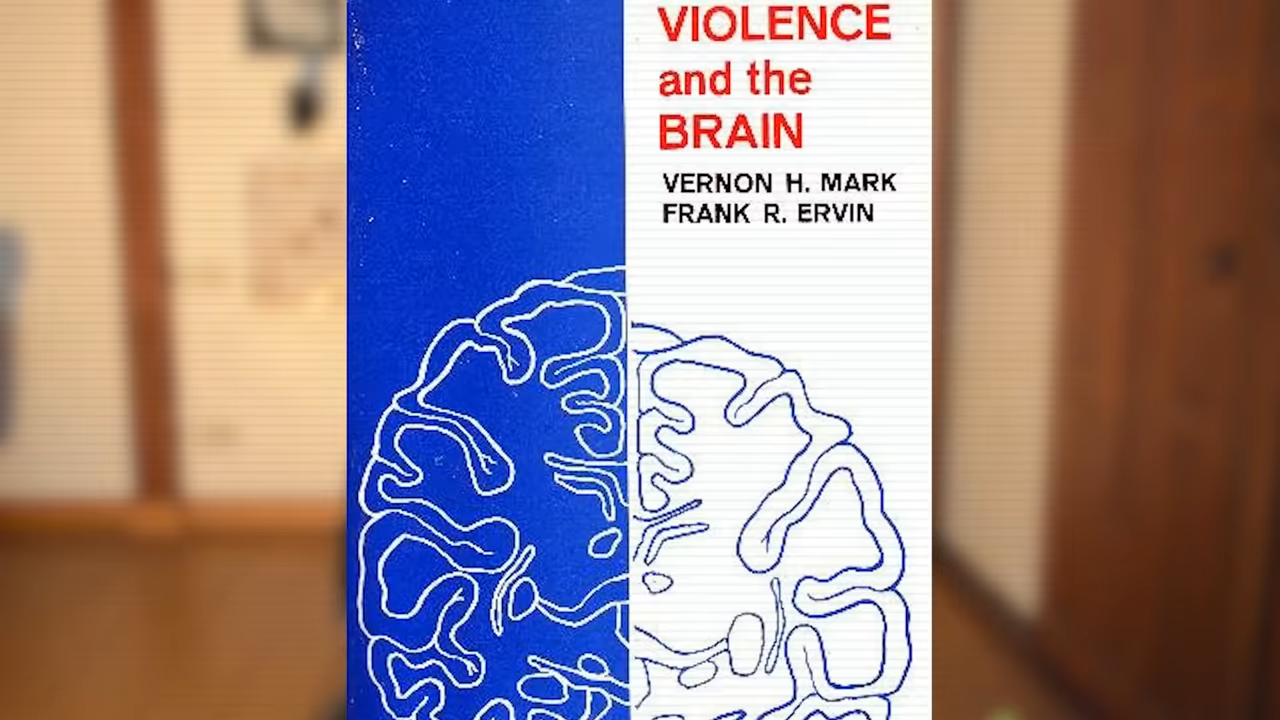 VIOLENCE
and the
BRAIN
VERNON H. MARK
FRANK R. ERVIN